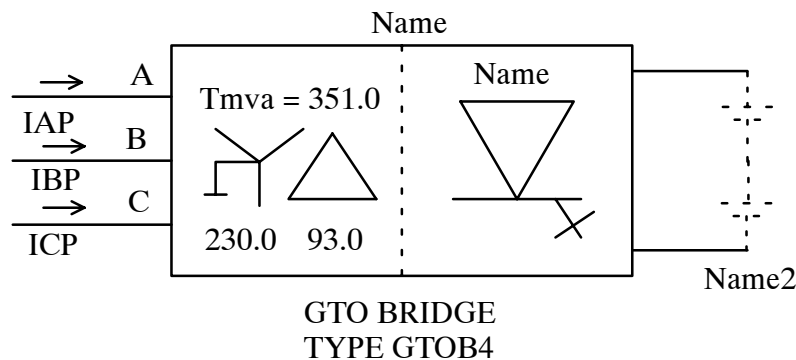 Name
A
Name
Tmva = 351.0
IAP
B
IBP
C
230.0 93.0
ICP
Name2
GTO BRIDGE
TYPE GTOB4